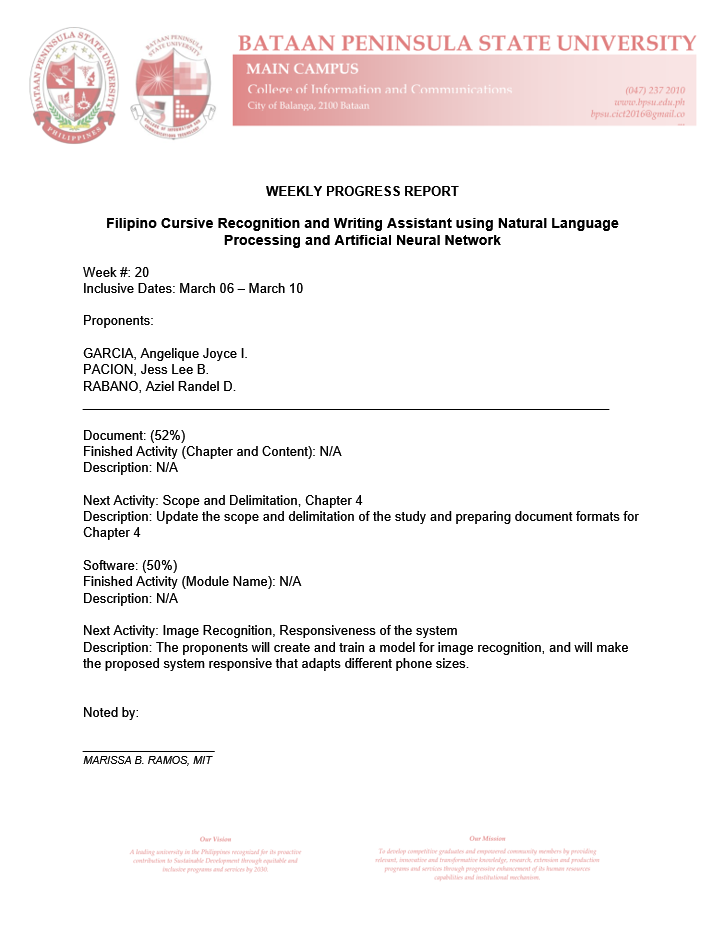 BATAAN PENINSULA STATE UNIVERSITY
MAIN CAMPUS
College of Information and Communications
City of Balanga, 2100 Bataan
(047) 237 2010
www.bpsu.edu.ph
bpsu.cict2016@gmail.co
BATAAN PENINSULA STATE UNIVERSITY
PHILIPPINES
WEEKLY PROGRESS REPORT
Filipino Cursive Recognition and Writing Assistant using Natural Language
Processing and Artificial Neural Network
Week #: 20
Inclusive Dates: March 06 – March 10
Proponents:
GARCIA, Angelique Joyce I.
PACION, Jess Lee B.
RABANO, Aziel Randel D.
Document: (52%)
Finished Activity (Chapter and Content): N/A
Description: N/A
Next Activity: Scope and Delimitation, Chapter 4
Description: Update the scope and delimitation of the study and preparing document formats for
Chapter 4
Software: (50%)
Finished Activity (Module Name): N/A
Description: N/A
Next Activity: Image Recognition, Responsiveness of the system
Description: The proponents will create and train a model for image recognition, and will make
the proposed system responsive that adapts different phone sizes.
Noted by:
MARISSA B. RAMOS, MIT
Our Vision
A leading university in the Philippines recognized for its proactive
contribution to Sustainable Development through equitable and
inclusive programs and services by 2030.
Our Mission
To develop competitive graduates and empowered community members by providing
relevant, innovative and transformative knowledge, research, extension and production
programs and services through progressive enhancement of its human resources
capabilities and institutional mechanism.